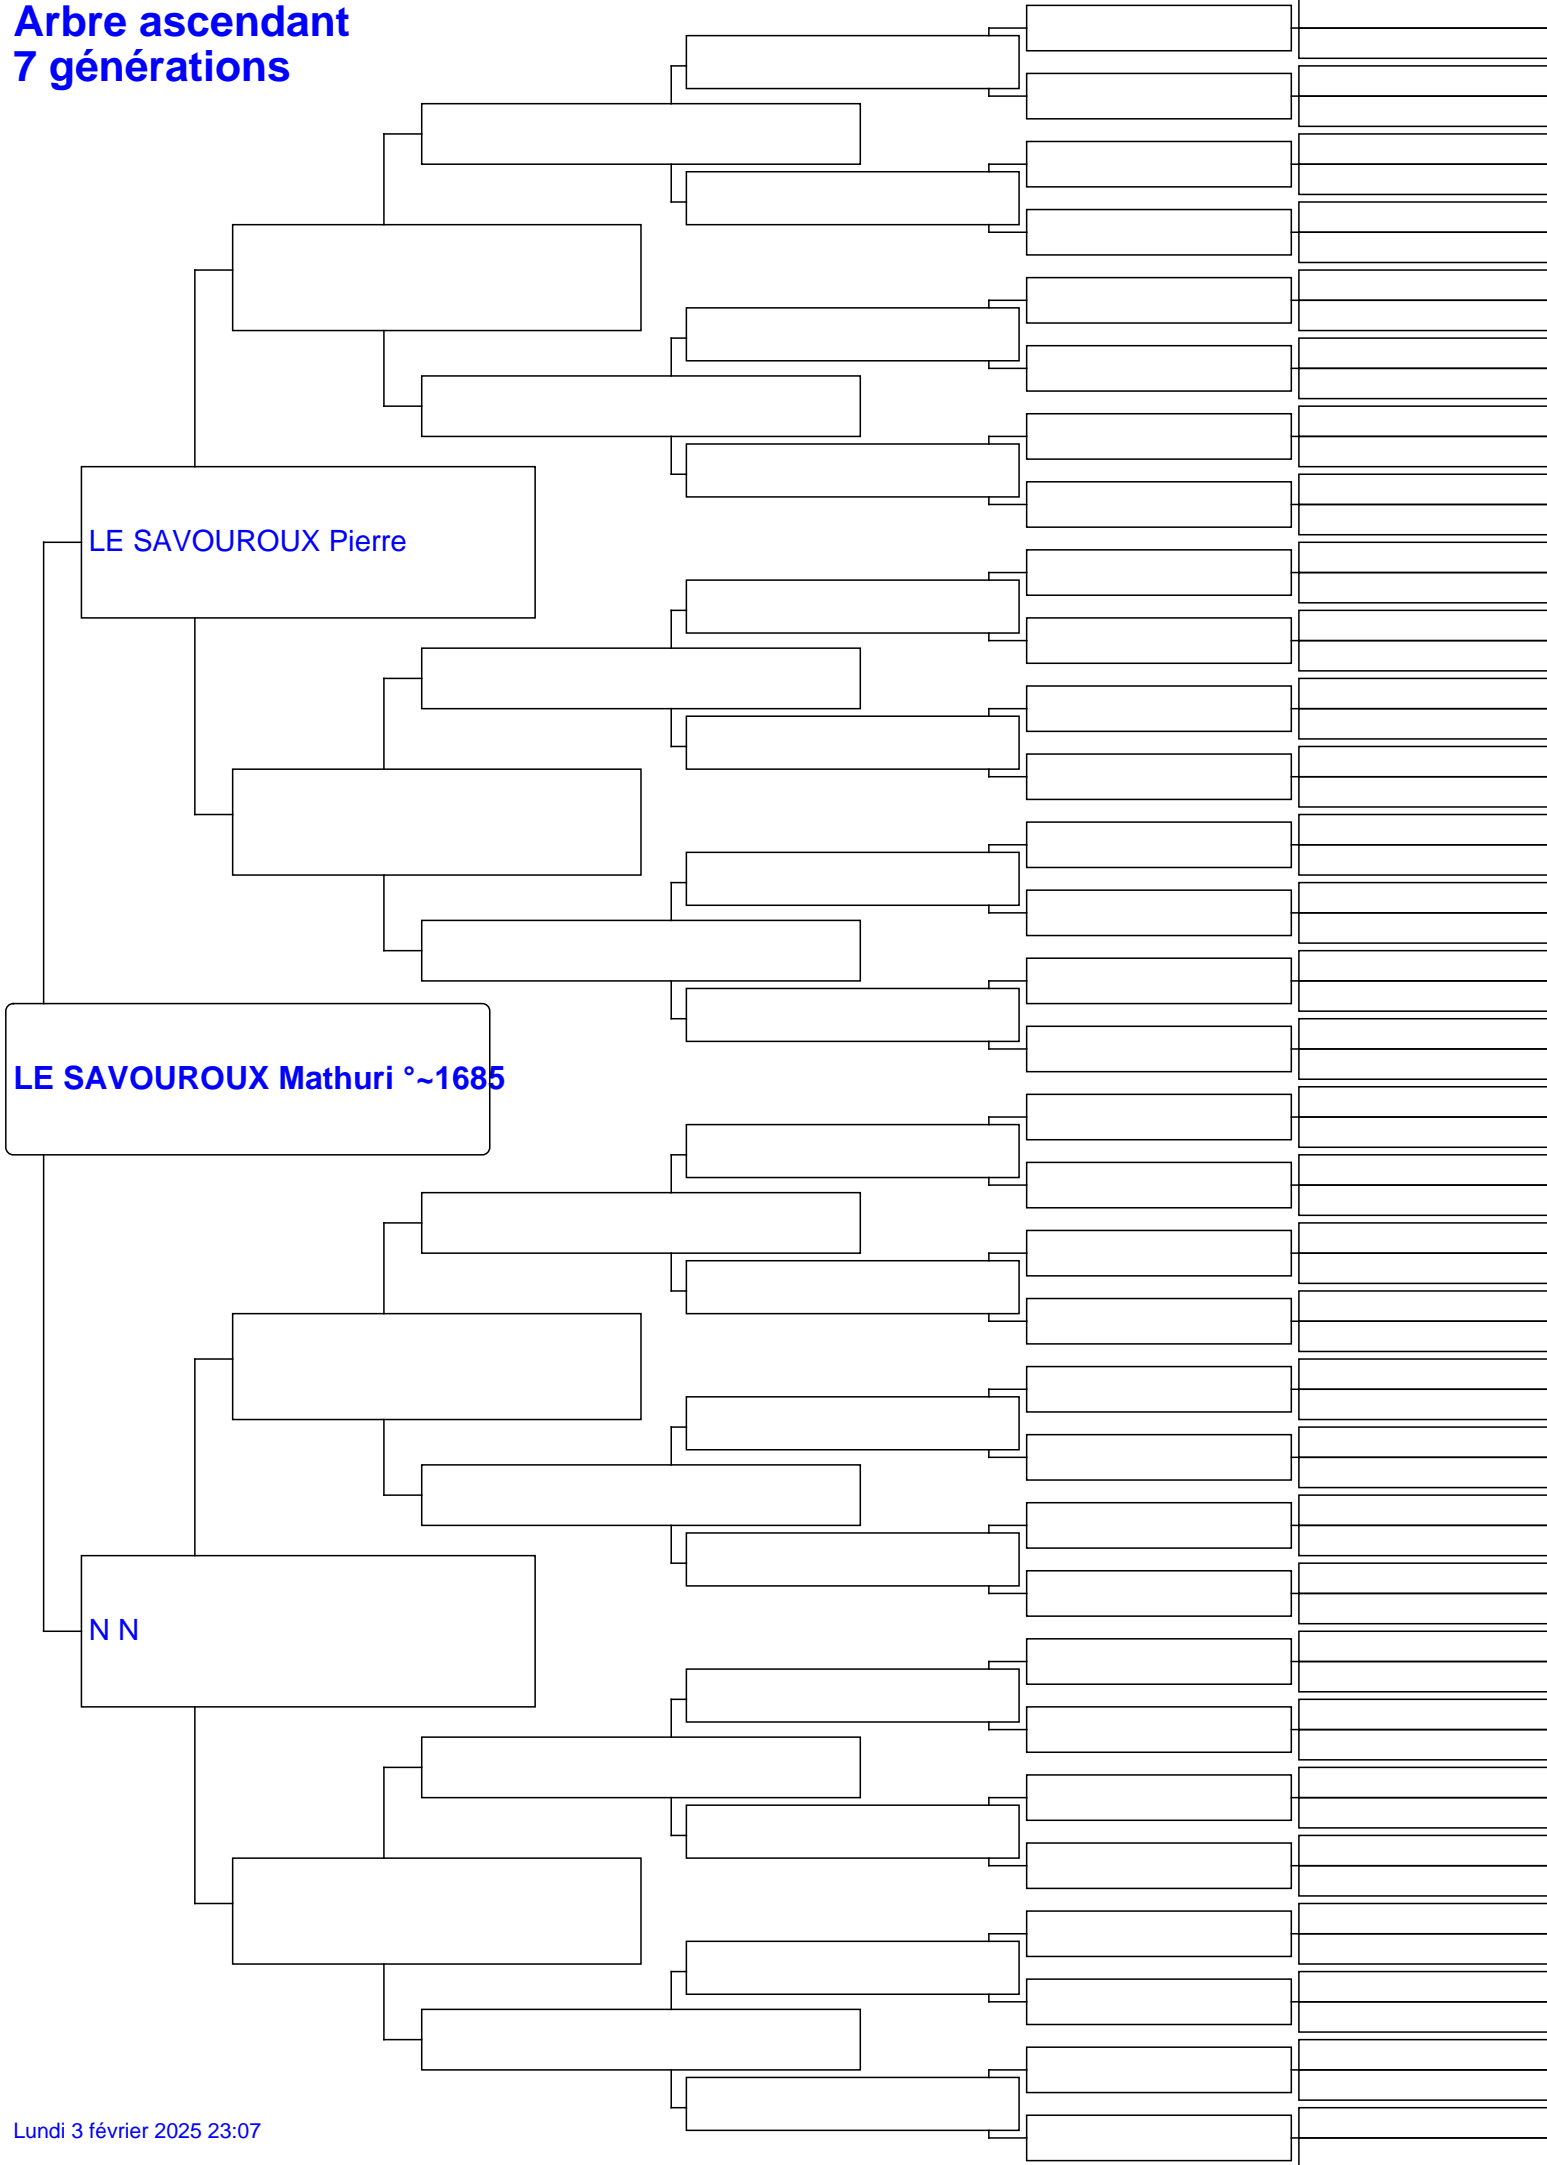 Arbre ascendant
7 générations
LE SAVOUROUX Pierre
LE SAVOUROUX Mathuri °~1685
N N
Lundi 3 février 2025 23:07